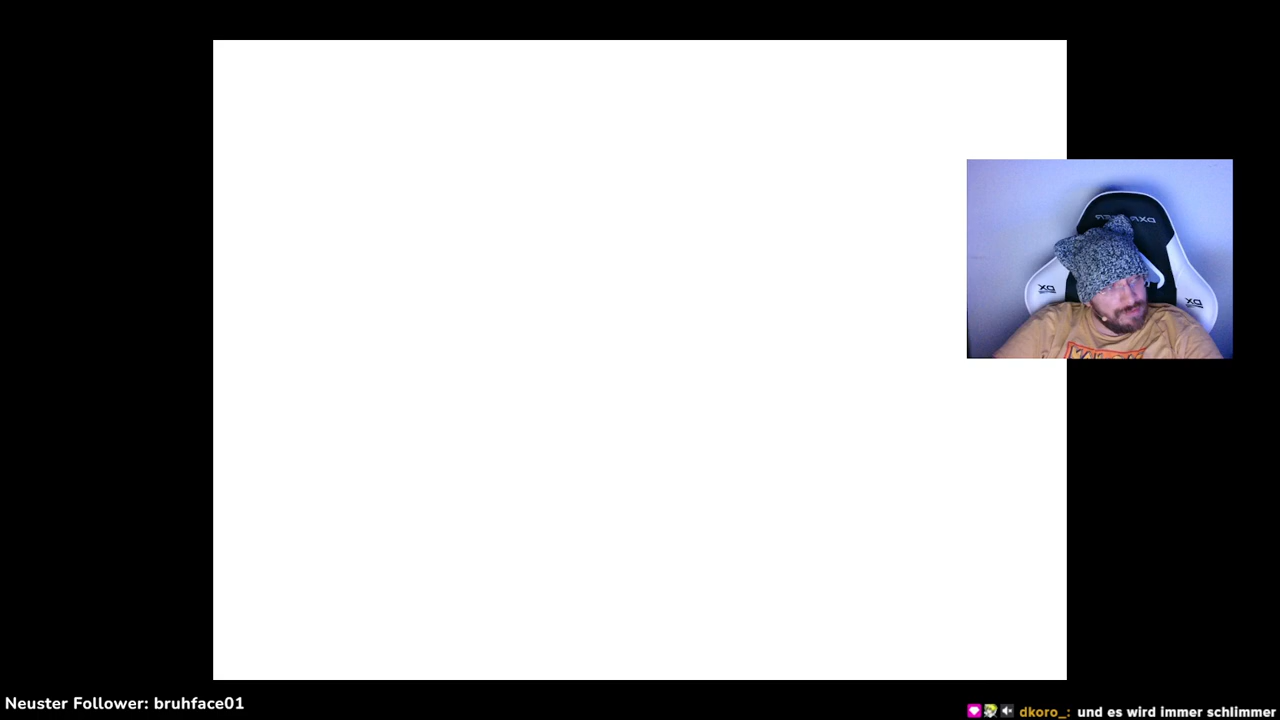 Neuster Follower: bruhface01
dkoro_: und es wird immer schlimmer